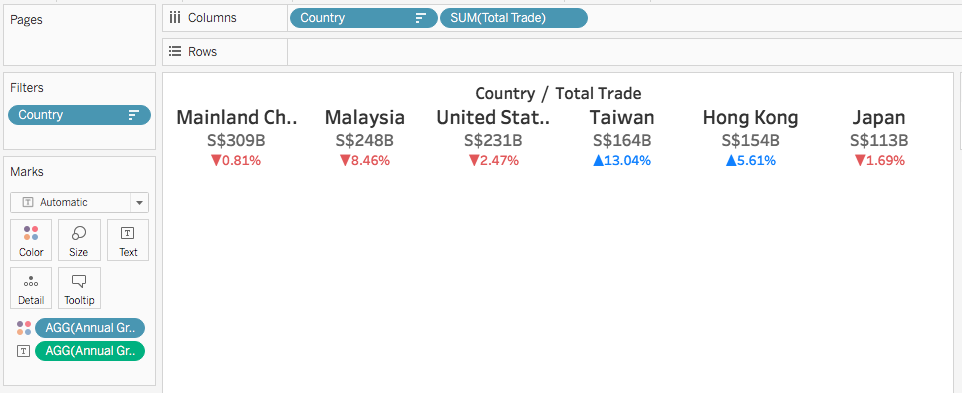 Pages
Columns
Country
SUM(Total Trade)
Rows
Filters
Country
Marks
T Automatic
Color
Size
T
Text
Detail
Tooltip
AGG(Annual Gr..
T AGG(Annual Gr..
Country / Total Trade
Mainland Ch.. Malaysia United Stat.. Taiwan Hong Kong Japan
S$309B S$248B S$231B S$164B S$154B S$113B
▼0.81% ▼8.46% ▼2.47% ▲13.04% ▲5.61% ▼1.69%